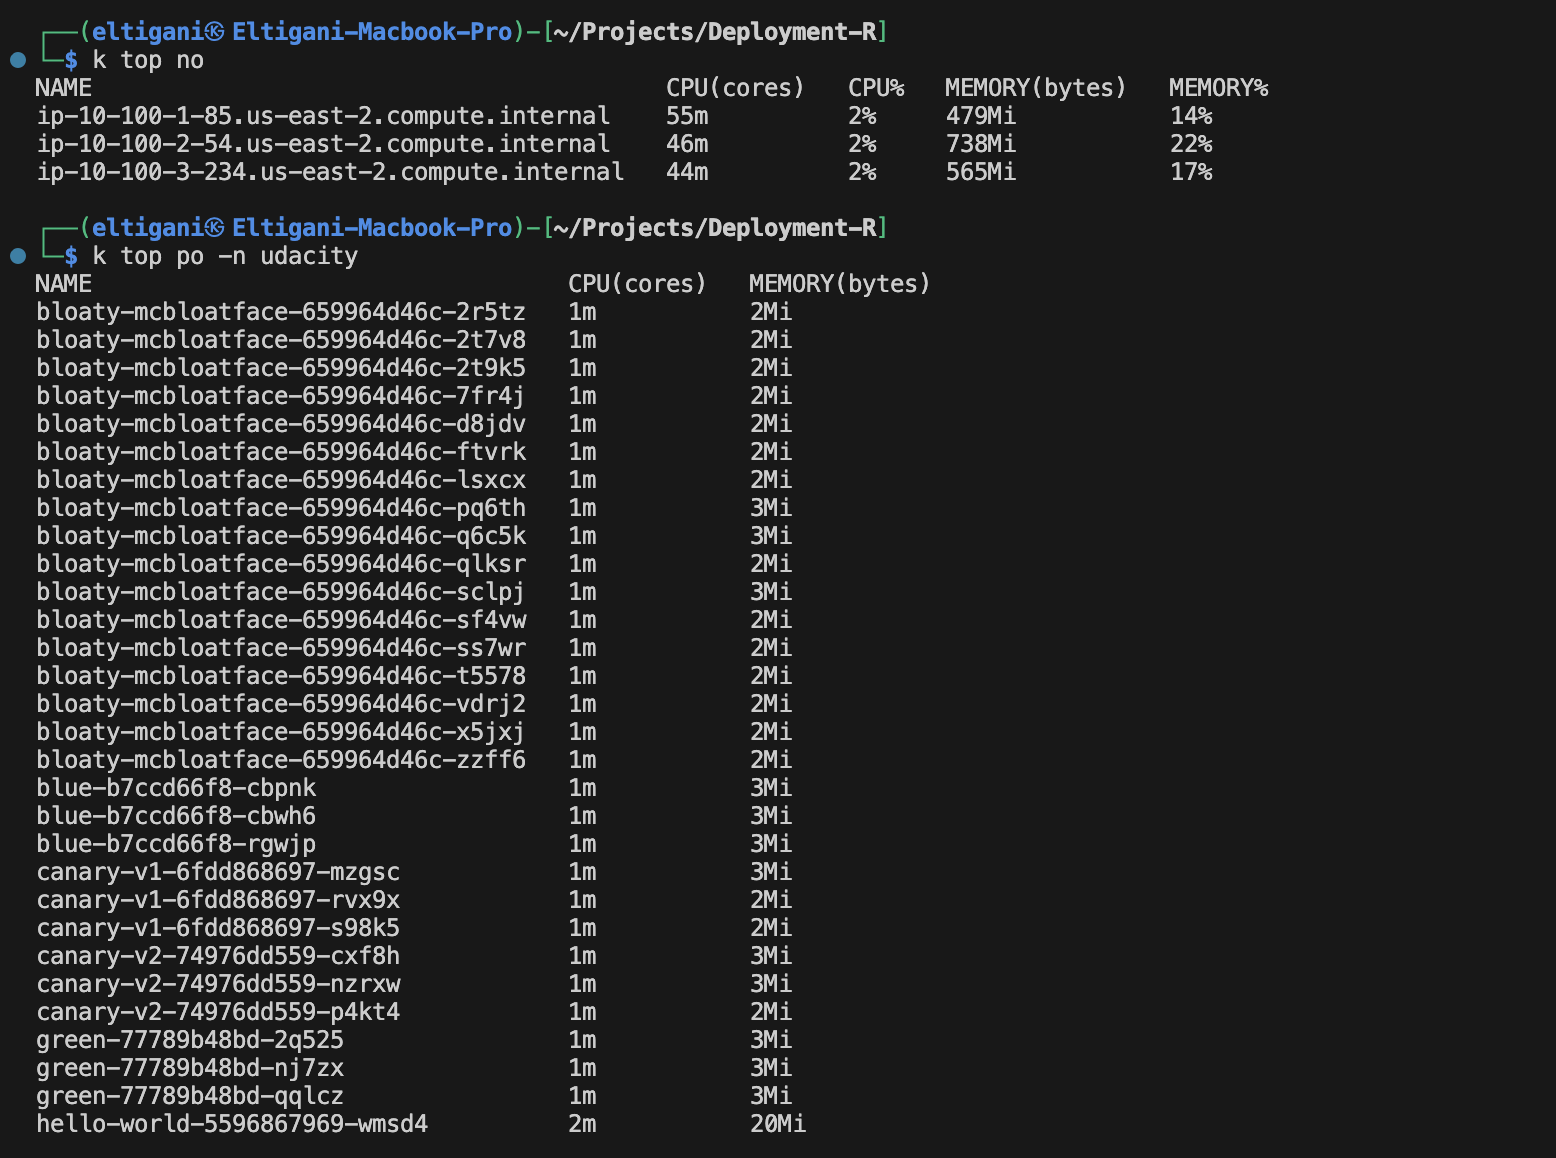 ┌──(eltigani㉿ Eltigani-Macbook-Pro)-[~/Projects/Deployment-R]
└─$ k top no
NAME CPU(cores) CPU% MEMORY(bytes) MEMORY%
ip-10-100-1-85.us-east-2.compute.internal 55m 2% 479Mi 14%
ip-10-100-2-54.us-east-2.compute.internal 46m 2% 738Mi 22%
ip-10-100-3-234.us-east-2.compute.internal 44m 2% 565Mi 17%
┌──(eltigani㉿ Eltigani-Macbook-Pro)-[~/Projects/Deployment-R]
└─$ k top po -n udacity
NAME CPU(cores) MEMORY(bytes)
bloaty-mcbloatface-659964d46c-2r5tz 1m 2Mi
bloaty-mcbloatface-659964d46c-2t7v8 1m 2Mi
bloaty-mcbloatface-659964d46c-2t9k5 1m 2Mi
bloaty-mcbloatface-659964d46c-7fr4j 1m 2Mi
bloaty-mcbloatface-659964d46c-d8jdv 1m 2Mi
bloaty-mcbloatface-659964d46c-ftvrk 1m 2Mi
bloaty-mcbloatface-659964d46c-lsxcx 1m 2Mi
bloaty-mcbloatface-659964d46c-pq6th 1m 3Mi
bloaty-mcbloatface-659964d46c-q6c5k 1m 3Mi
bloaty-mcbloatface-659964d46c-qlksr 1m 2Mi
bloaty-mcbloatface-659964d46c-sclpj 1m 3Mi
bloaty-mcbloatface-659964d46c-sf4vw 1m 2Mi
bloaty-mcbloatface-659964d46c-ss7wr 1m 2Mi
bloaty-mcbloatface-659964d46c-t5578 1m 2Mi
bloaty-mcbloatface-659964d46c-vdrj2 1m 2Mi
bloaty-mcbloatface-659964d46c-x5jxj 1m 2Mi
bloaty-mcbloatface-659964d46c-zzff6 1m 2Mi
blue-b7ccd66f8-cbpnk 1m 3Mi
blue-b7ccd66f8-cbwh6 1m 3Mi
blue-b7ccd66f8-rgwjp 1m 3Mi
canary-v1-6fdd868697-mzgsc 1m 3Mi
canary-v1-6fdd868697-rvx9x 1m 2Mi
canary-v1-6fdd868697-s98k5 1m 2Mi
canary-v2-74976dd559-cxf8h 1m 3Mi
canary-v2-74976dd559-nzrxw 1m 3Mi
canary-v2-74976dd559-p4kt4 1m 2Mi
green-77789b48bd-2q525 1m 3Mi
green-77789b48bd-nj7zx 1m 3Mi
green-77789b48bd-qqlcz 1m 3Mi
hello-world-5596867969-wmsd4 2m 20Mi